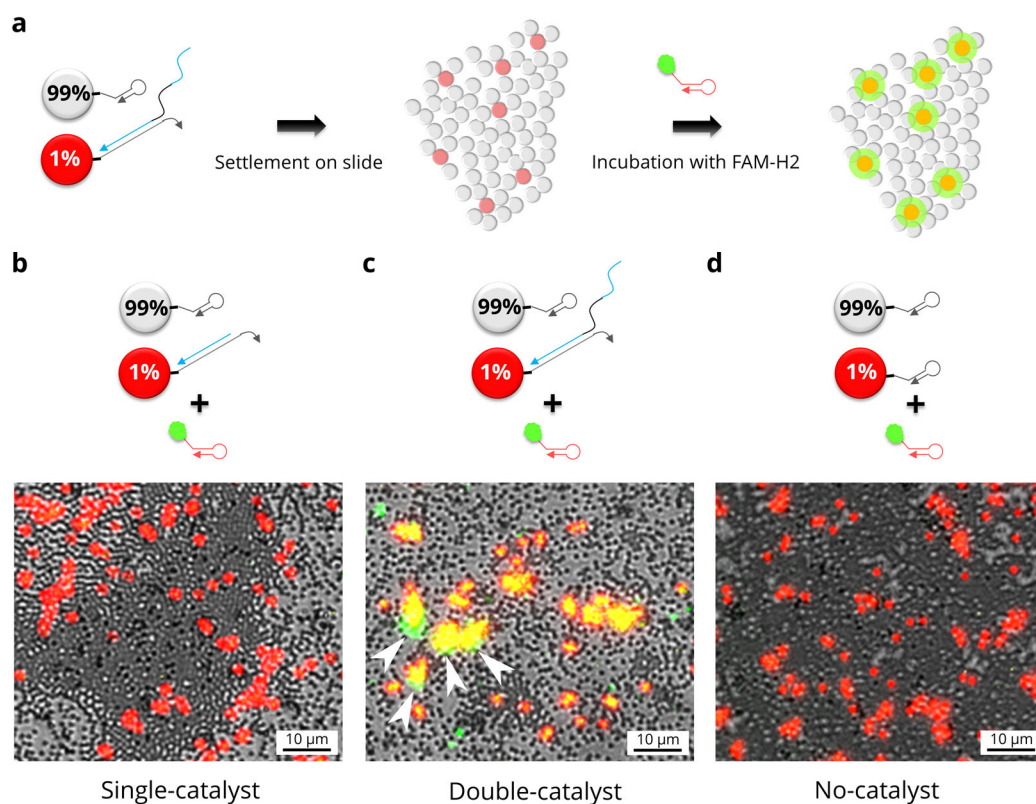 a
99%
1%
Settlement on slide
Incubation with FAM-H2
b
c
d
99%
99%
99%
1%
1%
1%
+
+
+
10 µm
10 µm
10 µm
Single-catalyst
Double-catalyst
No-catalyst